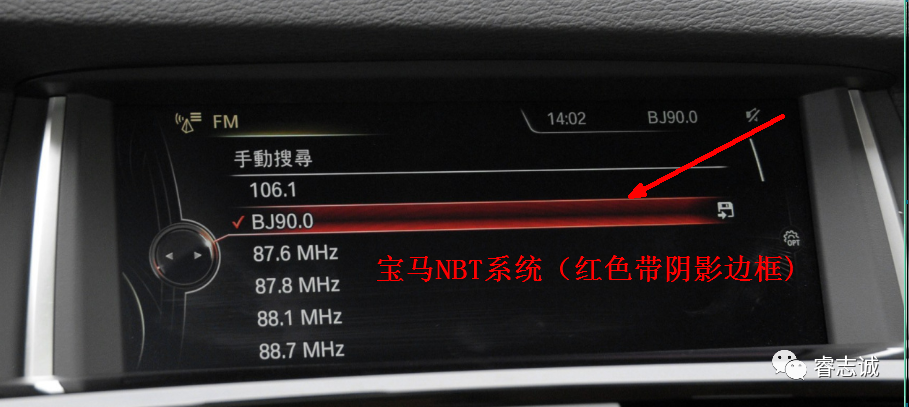 FM
14:02
BJ90.0
手動搜尋
106.1
BJ90.0
87.6 MHz
87.8 MHz
88.1 MHz
88.7 MHz
OPT
宝马NBT系统（红色带阴影边框)
睿志诚